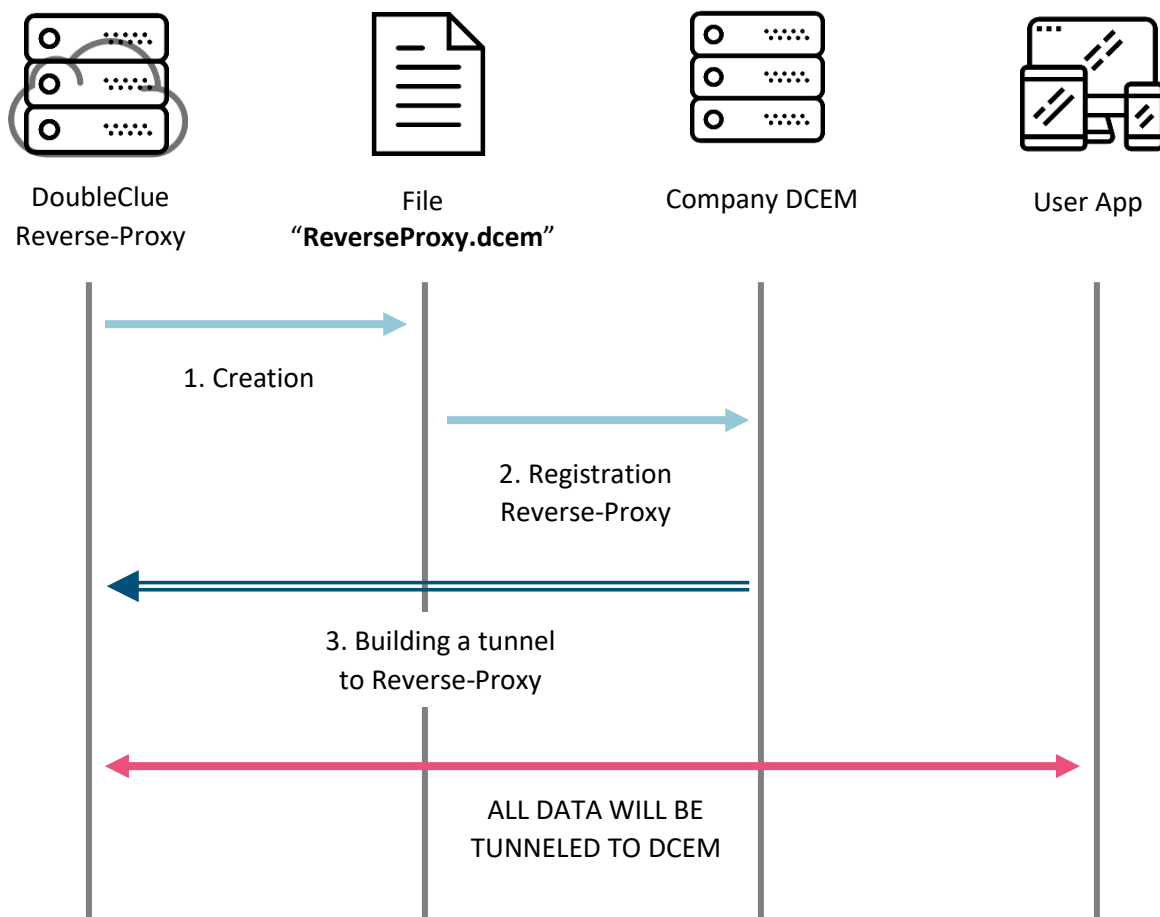 DoubleClue
Reverse-Proxy
File
“ReverseProxy.dcem”
Company DCEM
User App
1. Creation
2. Registration
Reverse-Proxy
3. Building a tunnel
to Reverse-Proxy
ALL DATA WILL BE
TUNNELED TO DCEM